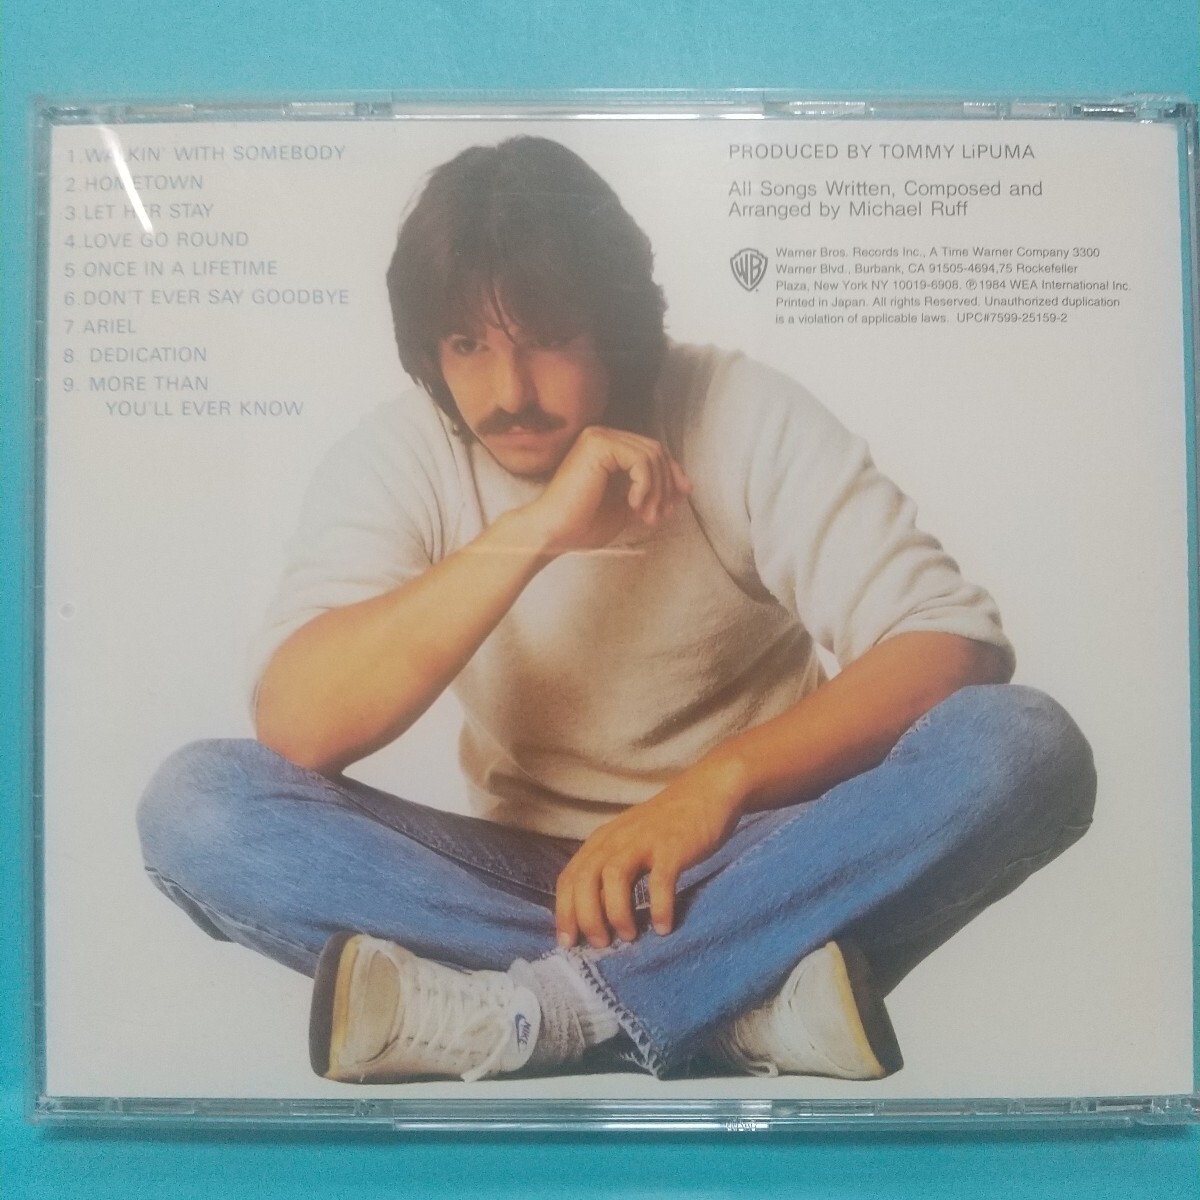 1.WALKIN' WITH SOMEBODY
2 HOMETOWN
3.LET HER STAY
4.LOVE GO ROUND
5 ONCE IN A LIFETIME
6.DON'T EVER SAY GOODBYE
7.ARIEL
8. DEDICATION
9. MORE THAN
YOU'LL EVER KNOW
PRODUCED BY TOMMY LiPUMA
All Songs Written, Composed and
Arranged by Michael Ruff
WB
Warner Bros. Records Inc., A Time Warner Company 3300
Warner Blvd., Burbank, CA 91505-4694,75 Rockefeller
Plaza, New York NY 10019-6908. ℗1984 WEA International Inc.
Printed in Japan. All rights Reserved. Unauthorized duplication
is a violation of applicable laws. UPC#7599-25159-2
NIKE